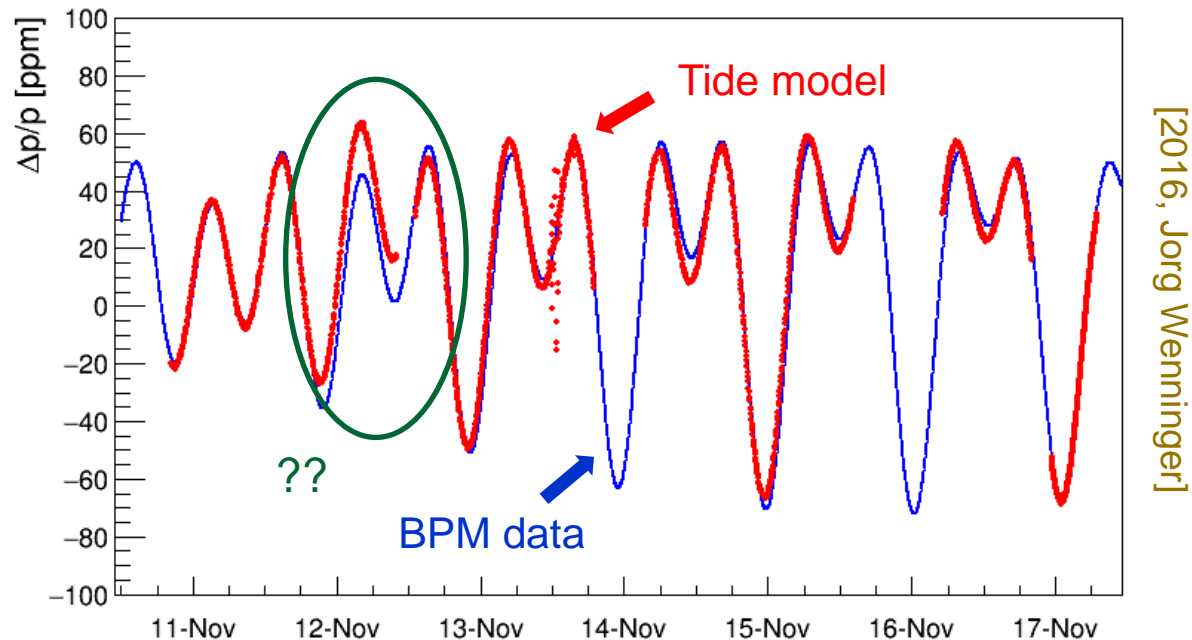 Δp/p [ppm]
100
80
60
40
20
0
−20
−40
−60
−80
−100
Tide model
??
BPM data
11-Nov
12-Nov
13-Nov
14-Nov
15-Nov
16-Nov
17-Nov
[2016, Jorg Wenninger]